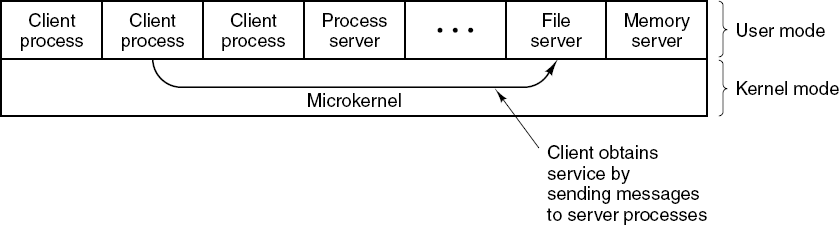 Client process
Client process
Client process
Process server
• • •
File server
Memory server
User mode
Microkernel
Kernel mode
Client obtains
service by
sending messages
to server processes